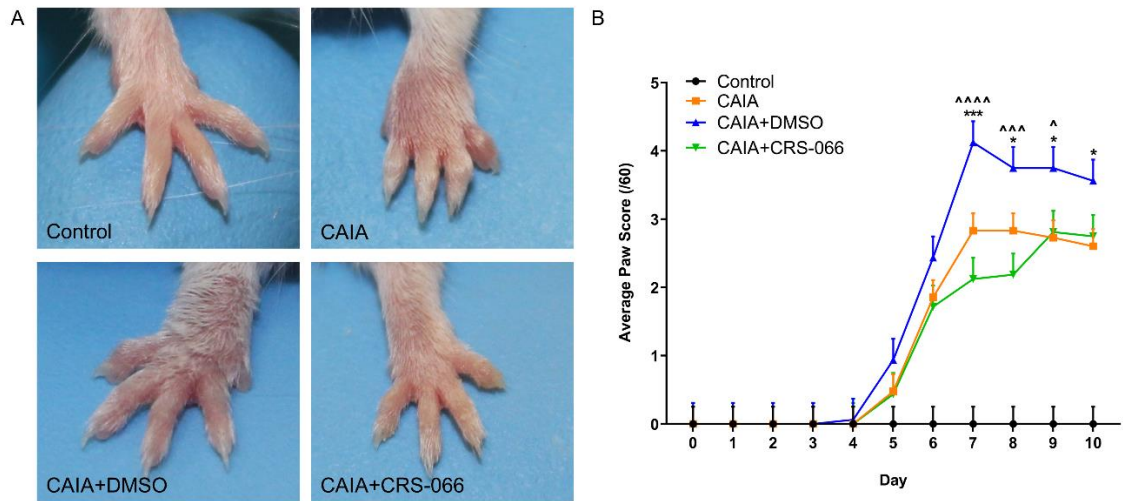 A
Control
CAIA
CAIA+DMSO
CAIA+CRS-066
B
Control
CAIA
CAIA+DMSO
CAIA+CRS-066
^^^^
***
^^^
*
^
*
*
Average Paw Score (/60)
5
4
3
2
1
0
0 1 2 3 4 5 6 7 8 9 10
Day